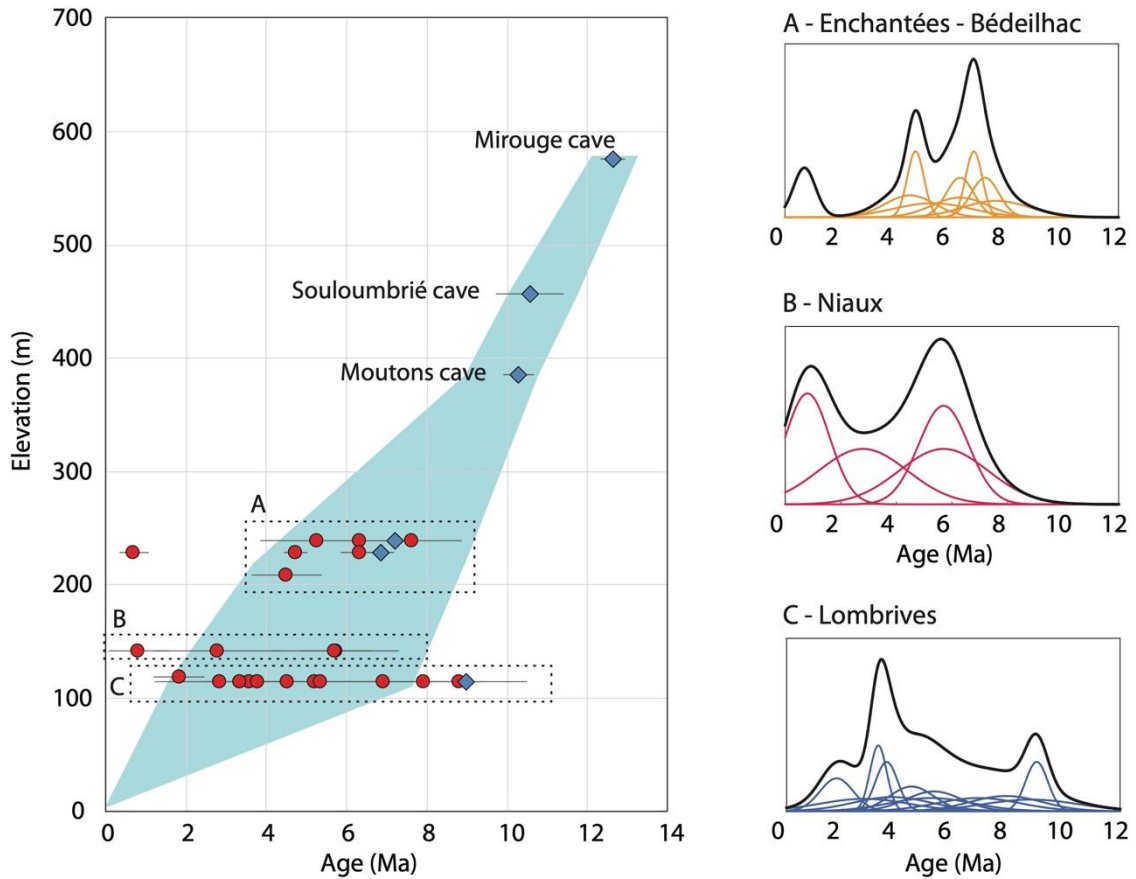 700
600
500
400
300
200
100
0
Elevation (m)
Mirouge cave
Souloumbrié cave
Moutons cave
A
B
C
0 2 4 6 8 10 12 14
Age (Ma)
A - Enchantées - Bédeilhac
0 2 4 6 8 10 12
B - Niaux
0 2 4 6 8 10 12
Age (Ma)
C - Lombrives
0 2 4 6 8 10 12
Age (Ma)